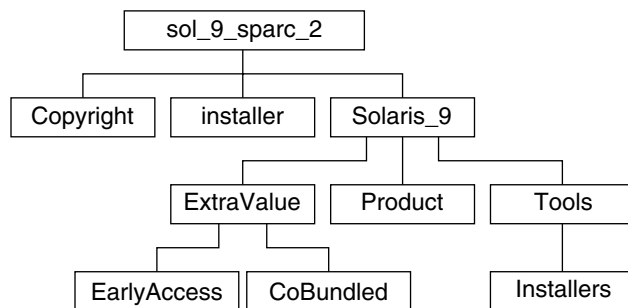 sol_9_sparc_2
Copyright
installer
Solaris_9
ExtraValue
Product
Tools
EarlyAccess
CoBundled
Installers